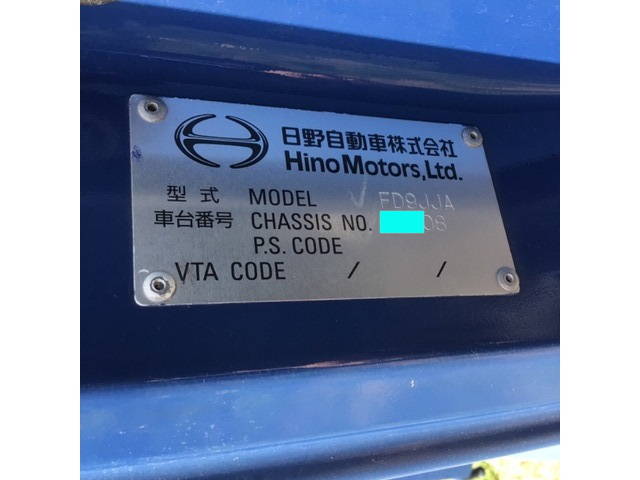 日野自動車株式会社
Hino Motors, Ltd.
型式 MODEL FD9JJA
車台番号 CHASSIS NO. 08
P.S. CODE
VTA CODE / /